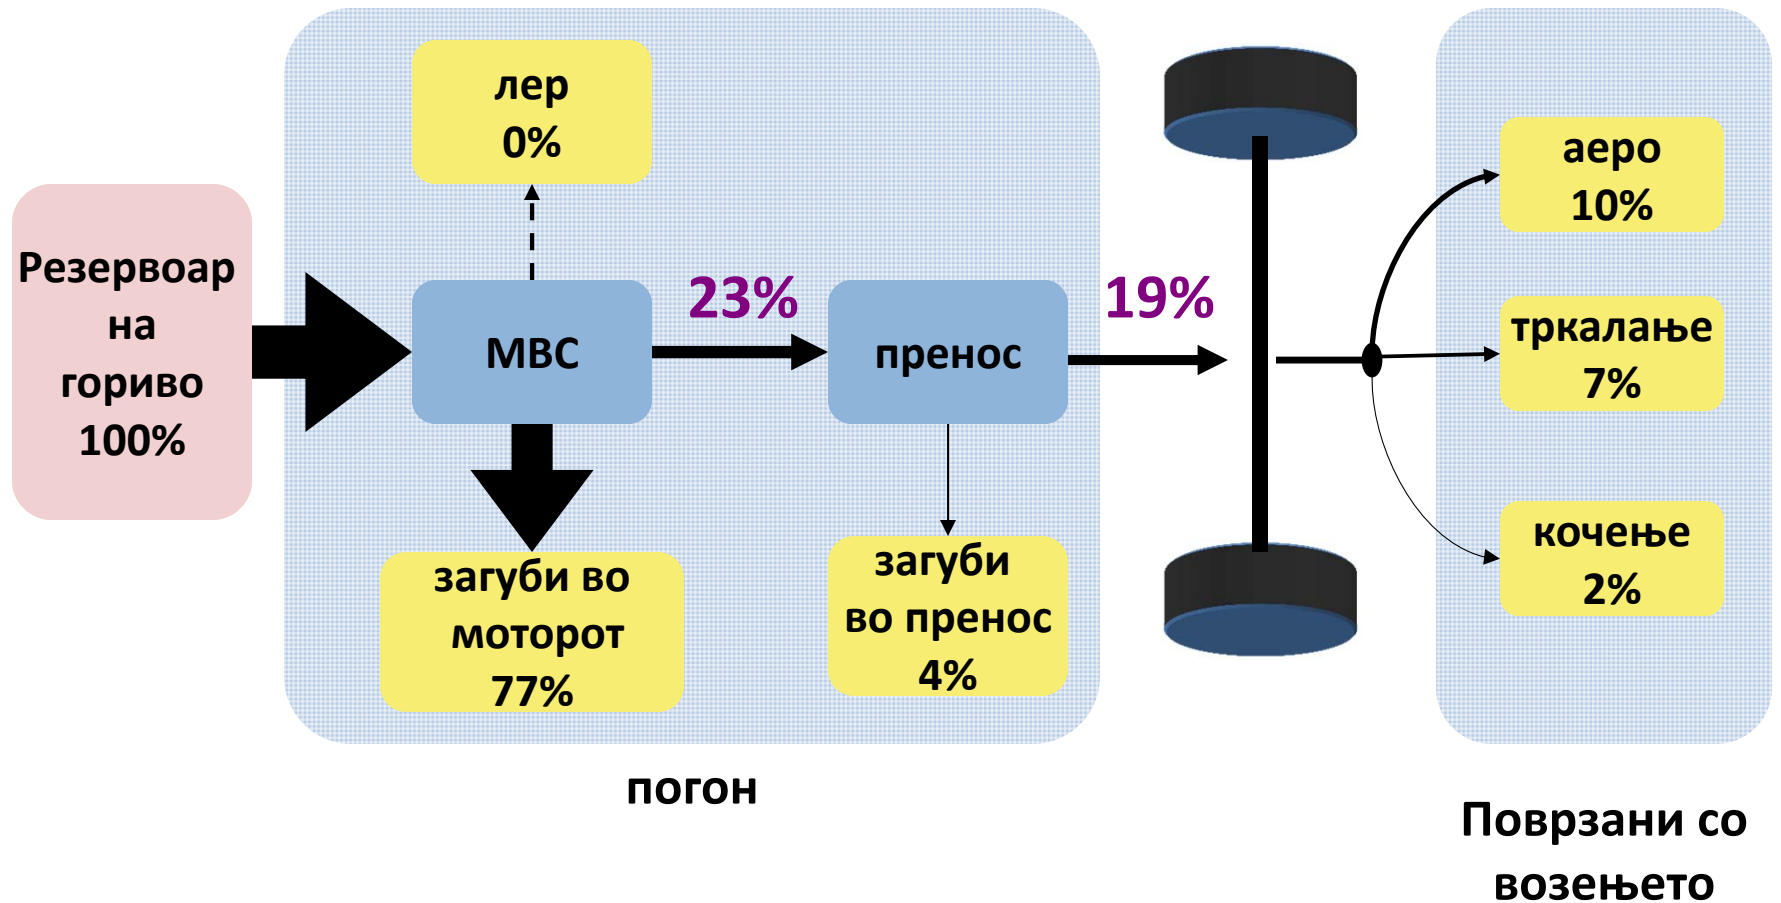 лер
0%
Резервоар
на
гориво
100%
МВС
23%
пренос
19%
загуби во
моторот
77%
загуби
во пренос
4%
аеро
10%
тркалање
7%
кочење
2%
погон
Поврзани со
возењето